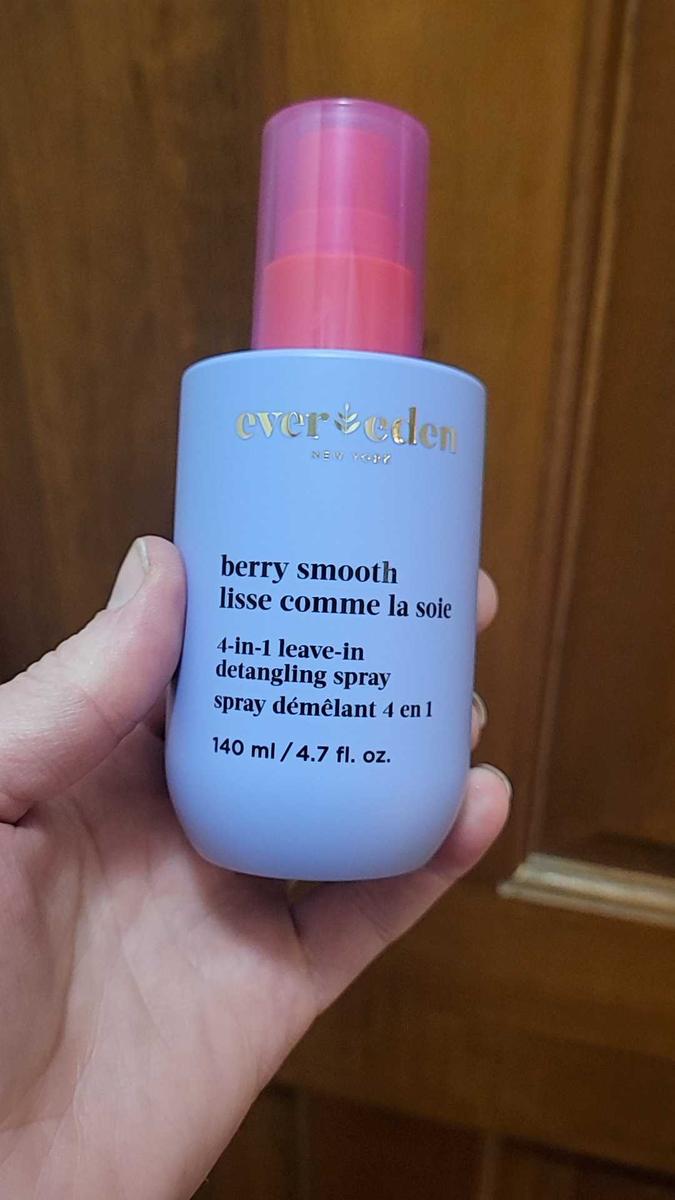 ever eden
NEW YORK
berry smooth
lisse comme la soie
4-in-1 leave-in
detangling spray
spray démêlant 4 en 1
140 ml / 4.7 fl. oz.